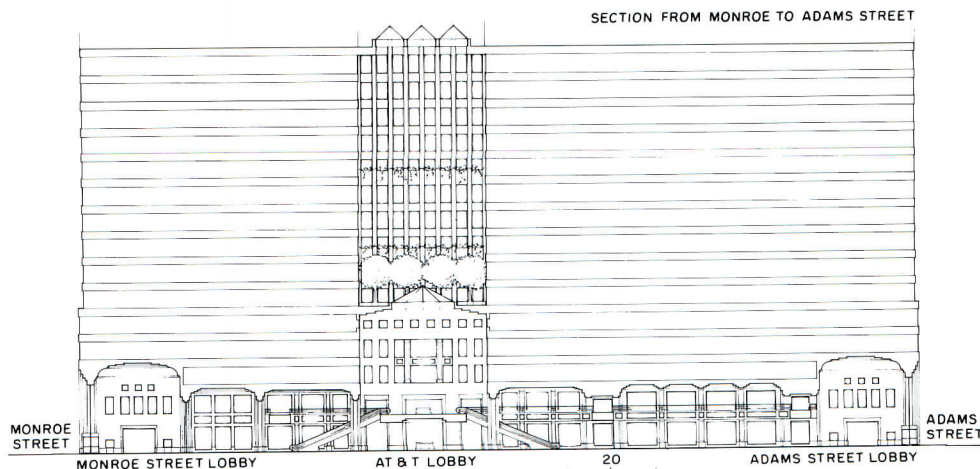 SECTION FROM MONROE TO ADAMS STREET
MONROE
STREET
ADAMS
STREET
MONROE STREET LOBBY
AT & T LOBBY
20
ADAMS STREET LOBBY